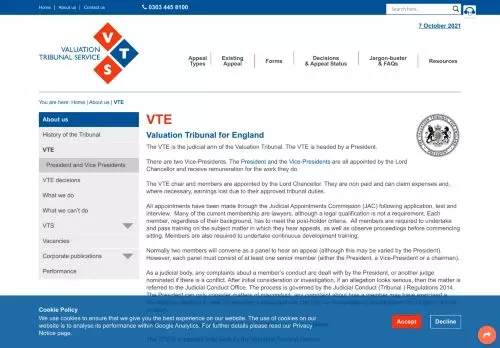 Home | About us | Contact us
0303 445 8100
Search here..
7 October 2021
VALUATION
TRIBUNAL SERVICE
V T S
Appeal Types
Existing Appeal
Forms
Decisions & Appeal Status
Jargon-buster & FAQs
Resources
You are here: Home | About us | VTE
About us
History of the Tribunal
VTE
President and Vice Presidents
VTE decisions
What we do
What we can't do
VTS
Vacancies
Corporate publications
Performance
VTE
Valuation Tribunal for England
The VTE is the judicial arm of the Valuation Tribunal. The VTE is headed by a President.
There are two Vice-Presidents. The President and the Vice-Presidents are all appointed by the Lord
Chancellor and receive remuneration for the work they do.
The VTE chair and members are appointed by the Lord Chancellor. They are non paid and can claim expenses and,
where necessary, earnings lost due to their approved tribunal duties.
All appointments have been made through the Judicial Appointments Commission (JAC) following application, test and
interview. Many of the current membership are lawyers, although a legal qualification is not a requirement. Each
member, regardless of their background, has to meet the post-holder criteria. All members are required to undertake
and pass training on the subject matter in which they hear appeals, as well as observe proceedings before commencing
sitting. Members are also required to undertake continuous development training.
Normally two members will convene as a panel to hear an appeal (although this may be varied by the President).
However, each panel must consist of at least one senior member (either the President, a Vice-President or a chairman).
As a judicial body, any complaints about a member's conduct are dealt with by the President, or another judge
nominated if there is a conflict. After initial consideration or investigation, if an allegation looks serious, then the matter is
referred to the Judicial Conduct Office. The process is governed by the Judicial Conduct (Tribunal ) Regulations 2014.
The President can only consider matters of misconduct; any complaint about how a member may have exercised a
Cookie Policy
We use cookies to ensure that we give you the best experience on our website. The use of cookies on our
website is to analyse its performance within Google Analytics. For further details please read our Privacy
Notice page.
Accept
Decline